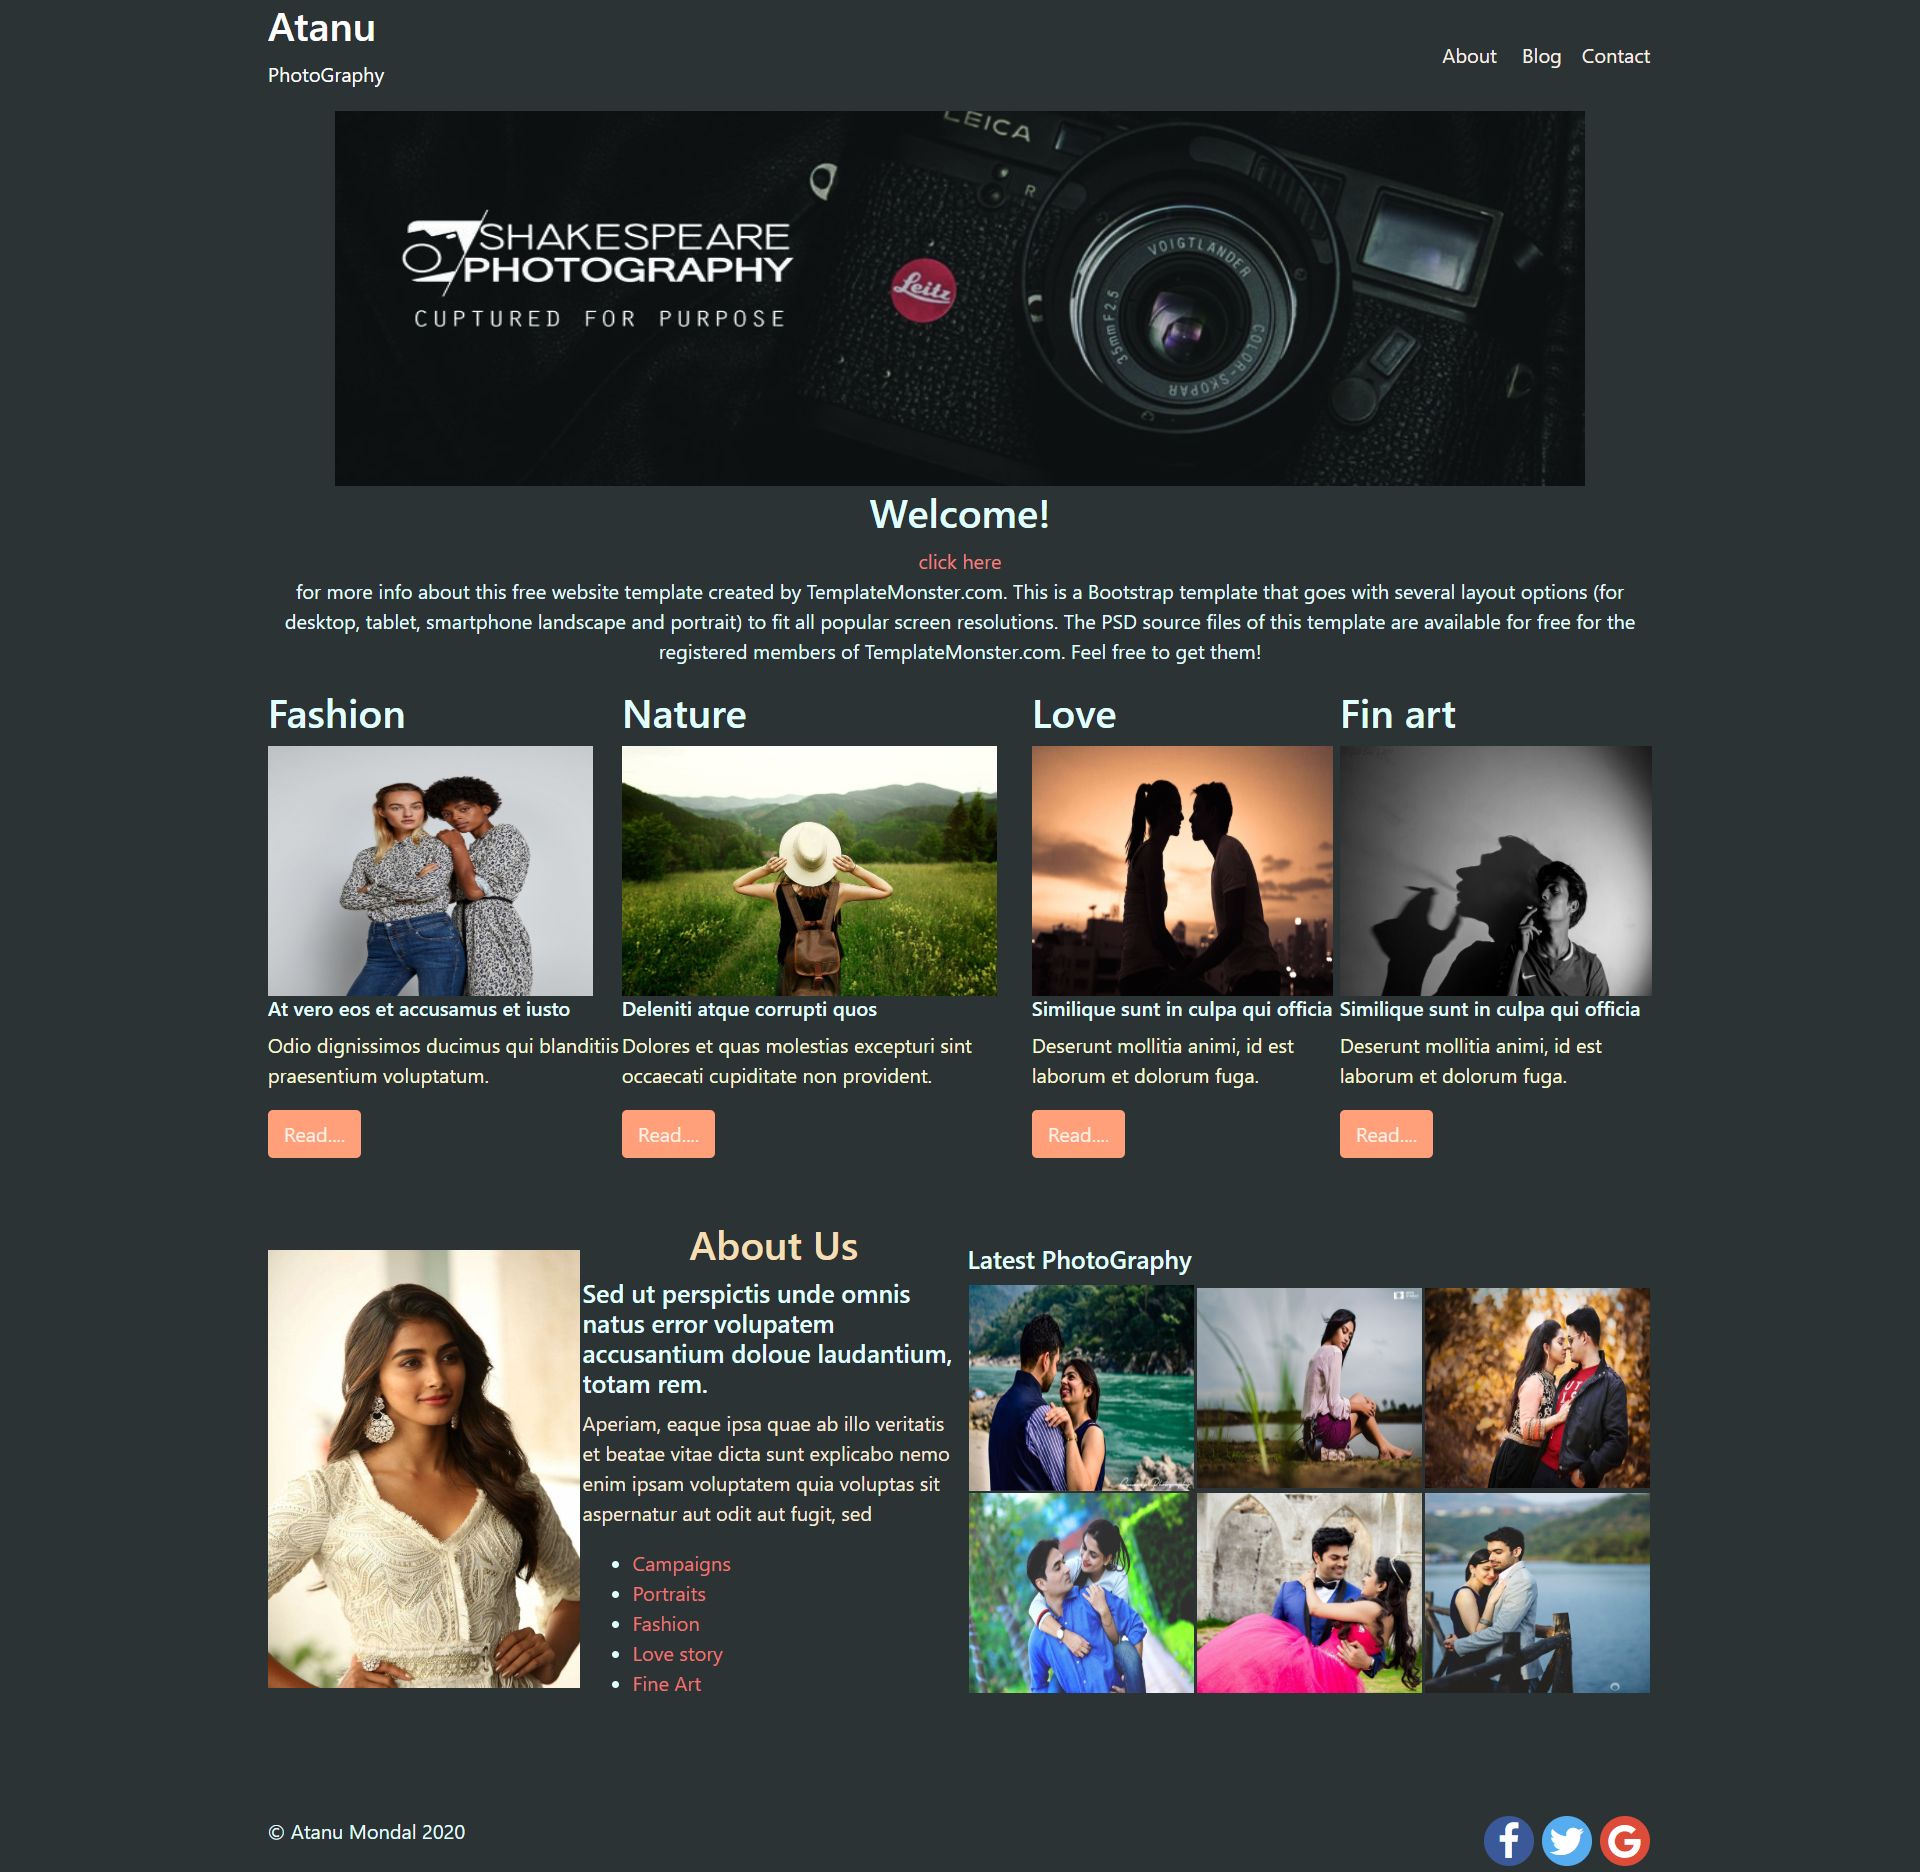 Atanu
PhotoGraphy
About Blog Contact
LEICA
R
SHAKESPEARE
PHOTOGRAPHY
CUPTURED FOR PURPOSE
Leitz
VOIGTLANDER
35mm F2.5
COLOR-SKOPAR
Welcome!
click here
for more info about this free website template created by TemplateMonster.com. This is a Bootstrap template that goes with several layout options (for
desktop, tablet, smartphone landscape and portrait) to fit all popular screen resolutions. The PSD source files of this template are available for free for the
registered members of TemplateMonster.com. Feel free to get them!
Fashion
At vero eos et accusamus et iusto
Odio dignissimos ducimus qui blanditiis
praesentium voluptatum.
Read....
Nature
Deleniti atque corrupti quos
Dolores et quas molestias excepturi sint
occaecati cupiditate non provident.
Read....
Love
Similique sunt in culpa qui officia
Deserunt mollitia animi, id est
laborum et dolorum fuga.
Read....
Fin art
Similique sunt in culpa qui officia
Deserunt mollitia animi, id est
laborum et dolorum fuga.
Read....
About Us
Sed ut perspictis unde omnis
natus error volupatem
accusantium doloue laudantium,
totam rem.
Aperiam, eaque ipsa quae ab illo veritatis
et beatae vitae dicta sunt explicabo nemo
enim ipsam voluptatem quia voluptas sit
aspernatur aut odit aut fugit, sed
Campaigns
Portraits
Fashion
Love story
Fine Art
Latest PhotoGraphy
© Atanu Mondal 2020